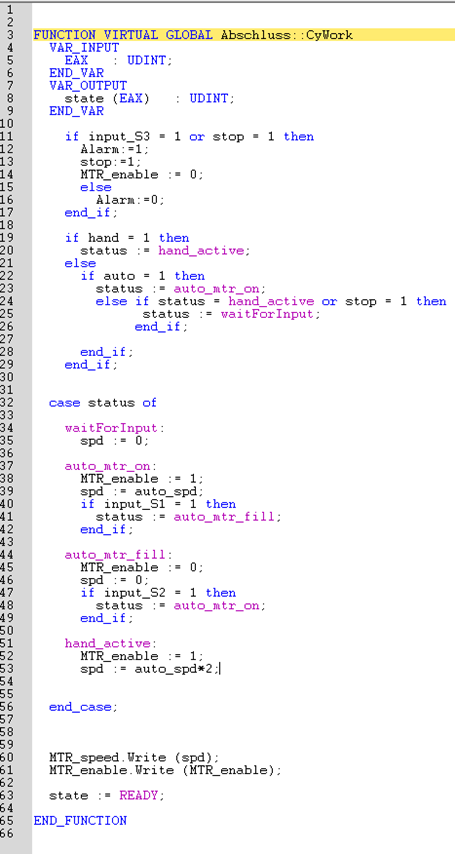 1
2
3 FUNCTION VIRTUAL GLOBAL Abschluss::CyWork
4 VAR_INPUT
5 EAX : UDINT;
6 END_VAR
7 VAR_OUTPUT
8 state (EAX) : UDINT;
9 END_VAR
10
11 if input_S3 = 1 or stop = 1 then
12 Alarm:=1;
13 stop:=1;
14 MTR_enable := 0;
15 else
16 Alarm:=0;
17 end_if;
18
19 if hand = 1 then
20 status := hand_active;
21 else
22 if auto = 1 then
23 status := auto_mtr_on;
24 else if status = hand_active or stop = 1 then
25 status := waitForInput;
26 end_if;
27
28 end_if;
29 end_if;
30
31
32 case status of
33
34 waitForInput:
35 spd := 0;
36
37 auto_mtr_on:
38 MTR_enable := 1;
39 spd := auto_spd;
40 if input_S1 = 1 then
41 status := auto_mtr_fill;
42 end_if;
43
44 auto_mtr_fill:
45 MTR_enable := 0;
46 spd := 0;
47 if input_S2 = 1 then
48 status := auto_mtr_on;
49 end_if;
50
51 hand_active:
52 MTR_enable := 1;
53 spd := auto_spd*2;
54
55
56 end_case;
57
58
59
60 MTR_speed.Write (spd);
61 MTR_enable.Write (MTR_enable);
62
63 state := READY;
64
65 END_FUNCTION
66